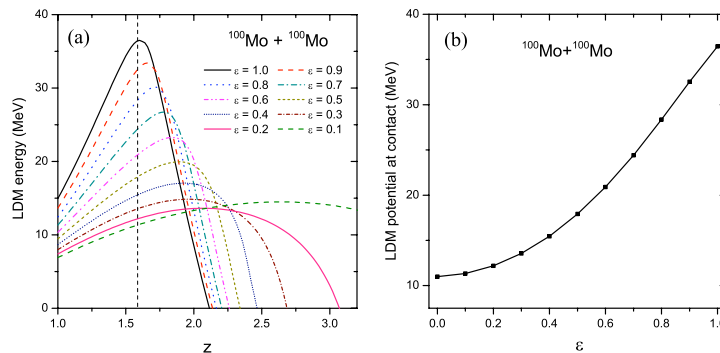 (a)
¹⁰⁰Mo + ¹⁰⁰Mo
ε = 1.0 ε = 0.9
ε = 0.8 ε = 0.7
ε = 0.6 ε = 0.5
ε = 0.4 ε = 0.3
ε = 0.2 ε = 0.1
LDM energy (MeV)
40
30
20
10
0
1.0 1.5 2.0 2.5 3.0
z
(b)
¹⁰⁰Mo+¹⁰⁰Mo
LDM potential at contact (MeV)
40
30
20
10
0.0 0.2 0.4 0.6 0.8 1.0
ε